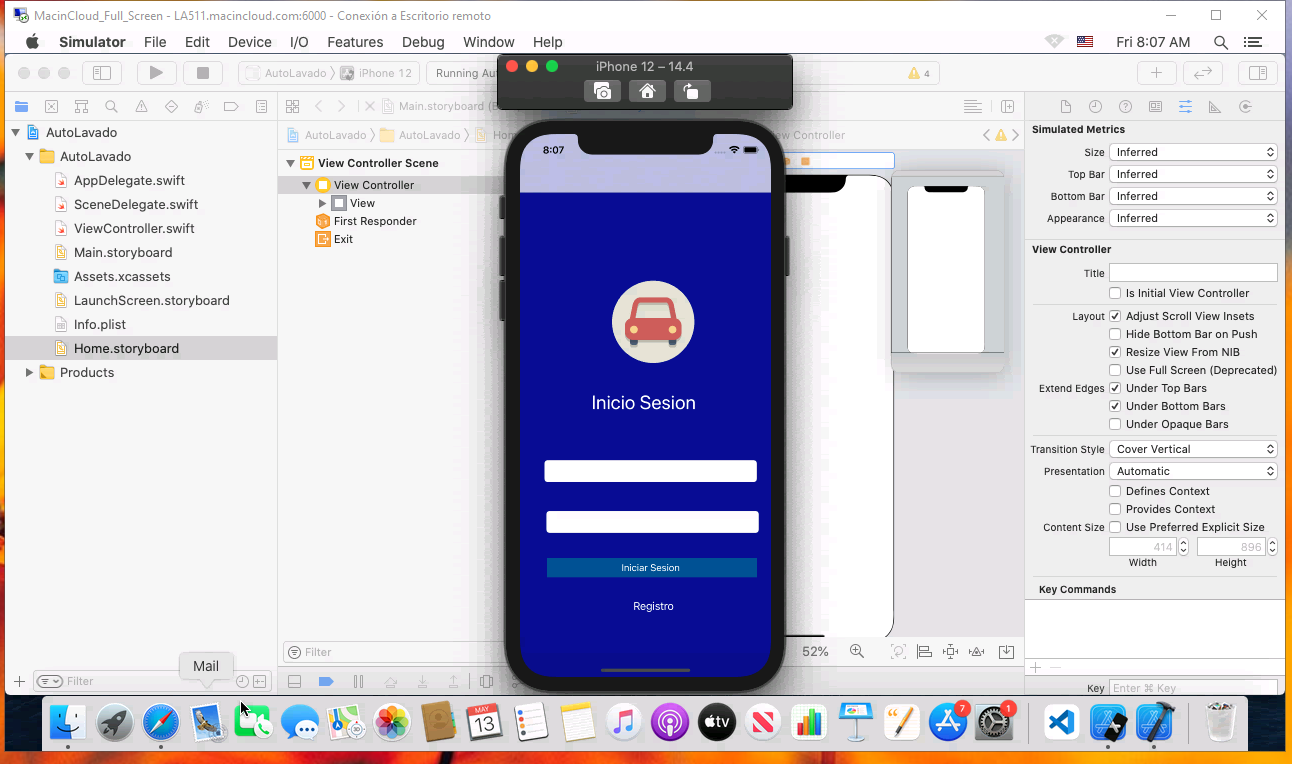 MacinCloud_Full_Screen - LA511.macincloud.com:6000 - Conexión a Escritorio remoto
Simulator File Edit Device I/O Features Debug Window Help Fri 8:07 AM
AutoLavado iPhone 12 Running Au 4
iPhone 12 – 14.4
Main.storyboard
AutoLavado AutoLavado Hom ew Controller
AutoLavado
AutoLavado
AppDelegate.swift
SceneDelegate.swift
ViewController.swift
Main.storyboard
Assets.xcassets
LaunchScreen.storyboard
Info.plist
Home.storyboard
Products
View Controller Scene
View Controller
View
First Responder
Exit
8:07
Inicio Sesion
Iniciar Sesion
Registro
Simulated Metrics
Size Inferred
Top Bar Inferred
Bottom Bar Inferred
Appearance Inferred
View Controller
Title
Is Initial View Controller
Layout Adjust Scroll View Insets
Hide Bottom Bar on Push
Resize View From NIB
Use Full Screen (Deprecated)
Extend Edges Under Top Bars
Under Bottom Bars
Under Opaque Bars
Transition Style Cover Vertical
Presentation Automatic
Defines Context
Provides Context
Content Size Use Preferred Explicit Size
414 896
Width Height
Key Commands
Key Enter ⌘ Key
Filter
52%
Filter
Mail
MAY
13
tv
7
1